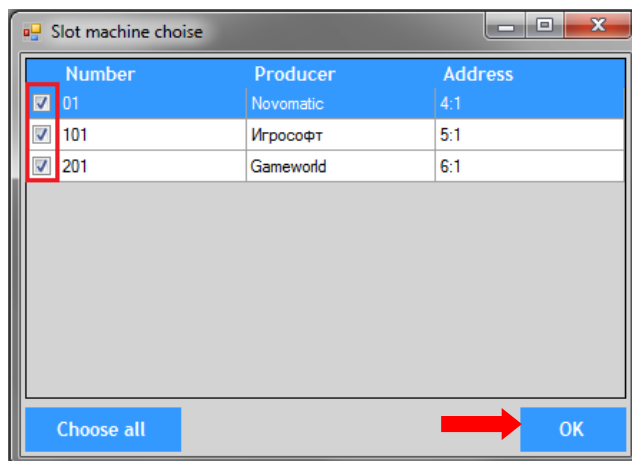 Slot machine choise
Number Producer Address
01 Novomatic 4:1
101 Игрософт 5:1
201 Gameworld 6:1
Choose all OK